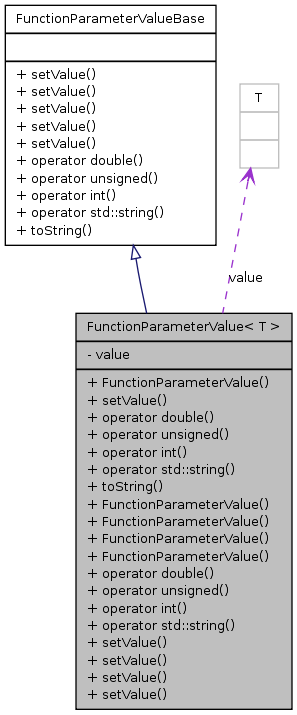 FunctionParameterValueBase
+ setValue()
+ setValue()
+ setValue()
+ setValue()
+ setValue()
+ operator double()
+ operator unsigned()
+ operator int()
+ operator std::string()
+ toString()
T
value
FunctionParameterValue< T >
- value
+ FunctionParameterValue()
+ setValue()
+ operator double()
+ operator unsigned()
+ operator int()
+ operator std::string()
+ toString()
+ FunctionParameterValue()
+ FunctionParameterValue()
+ FunctionParameterValue()
+ FunctionParameterValue()
+ operator double()
+ operator unsigned()
+ operator int()
+ operator std::string()
+ setValue()
+ setValue()
+ setValue()
+ setValue()